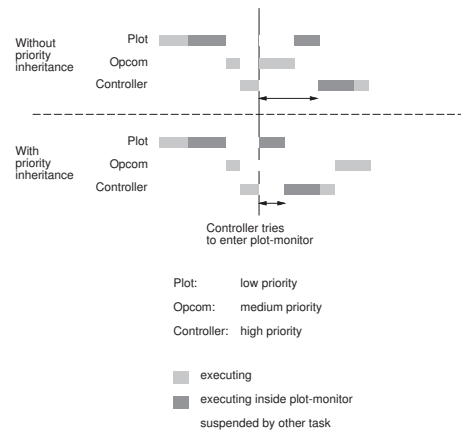 Without
priority
inheritance
Plot
Opcom
Controller
With
priority
inheritance
Plot
Opcom
Controller
Controller tries
to enter plot-monitor
Plot: low priority
Opcom: medium priority
Controller: high priority
executing
executing inside plot-monitor
suspended by other task